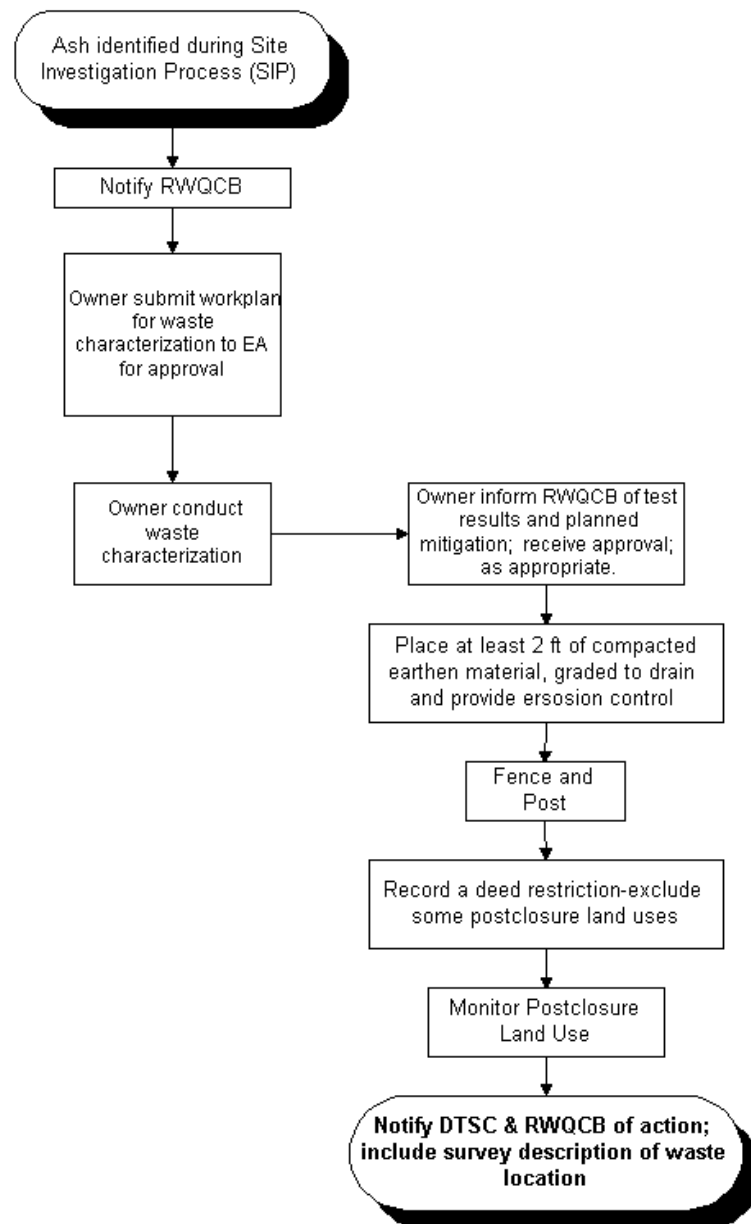 Ash identified during Site
Investigation Process (SIP)
Notify RWQCB
Owner submit workplan
for waste
characterization to EA
for approval
Owner conduct
waste
characterization
Owner inform RWQCB of test
results and planned
mitigation; receive approval;
as appropriate.
Place at least 2 ft of compacted
earthen material, graded to drain
and provide ersosion control
Fence and
Post
Record a deed restriction-exclude
some postclosure land uses
Monitor Postclosure
Land Use
Notify DTSC & RWQCB of action;
include survey description of waste
location